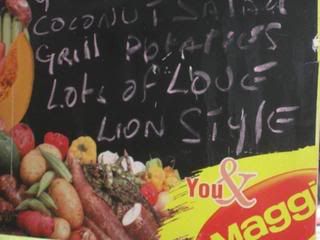 COCONUT SALAD
GRILL POTATOES
LOTS OF LOVE
LION STYLE
You &
Maggi